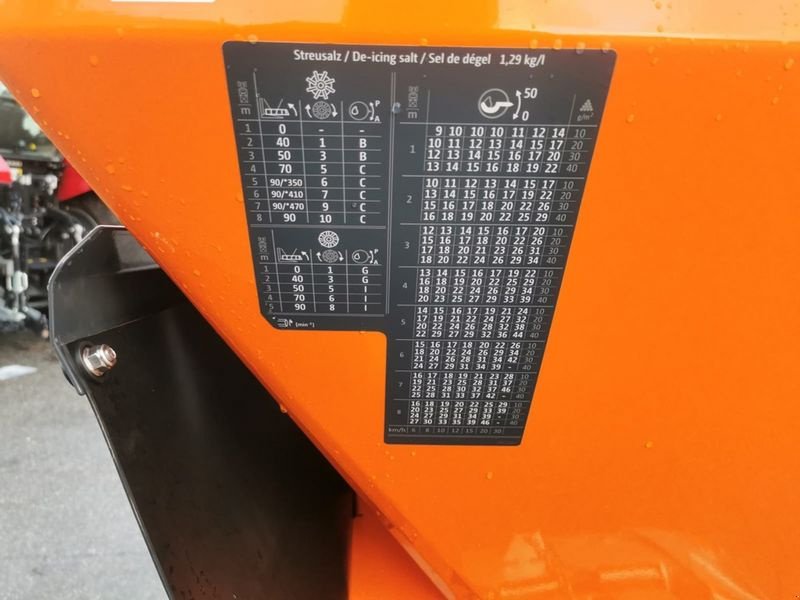 Streusalz / De-icing salt / Sel de dégel 1,29 kg/l
m
P
A
1 0 - -
2 40 1 B
3 50 3 B
4 70 5 C
5 90/*350 6 C
6 90/*410 7 C
7 90/*470 9 C
8 90 10 C
m
P
A
1 0 1 G
2 40 3 G
3 50 5 I
4 70 6 I
5 90 8 I
(min⁻¹)
m
50
0
g/m²
1
9 10 10 10 11 12 14 10
10 11 12 13 14 15 17 20
12 13 14 15 16 17 20 30
13 14 15 16 18 19 22 40
2
10 11 12 13 14 15 17 10
13 14 15 16 18 19 22 20
15 16 17 18 20 22 26 30
16 18 19 20 22 25 29 40
3
12 13 14 15 16 17 20 10
15 16 17 18 20 22 26 20
17 18 20 21 23 26 31 30
18 20 22 24 26 29 34 40
4
13 14 15 16 17 19 22 10
16 18 19 20 22 25 29 20
18 20 22 24 26 29 34 30
20 23 25 27 29 33 39 40
5
14 15 16 17 19 21 24 10
17 19 21 22 24 27 32 20
20 22 24 26 28 32 38 30
22 25 27 29 32 37 - 40
6
15 16 17 18 20 22 26 10
18 20 22 24 26 29 34 20
21 24 26 28 31 35 42 30
24 27 29 31 34 39 - 40
7
16 17 18 19 21 23 28 10
19 21 23 25 28 31 37 20
22 25 28 30 32 37 46 30
25 28 31 33 37 42 - 40
8
16 18 19 20 22 25 29 10
20 23 25 27 29 33 39 20
24 27 29 31 34 39 - 30
27 30 33 35 39 46 - 40
km/h 6 8 10 12 15 20 30